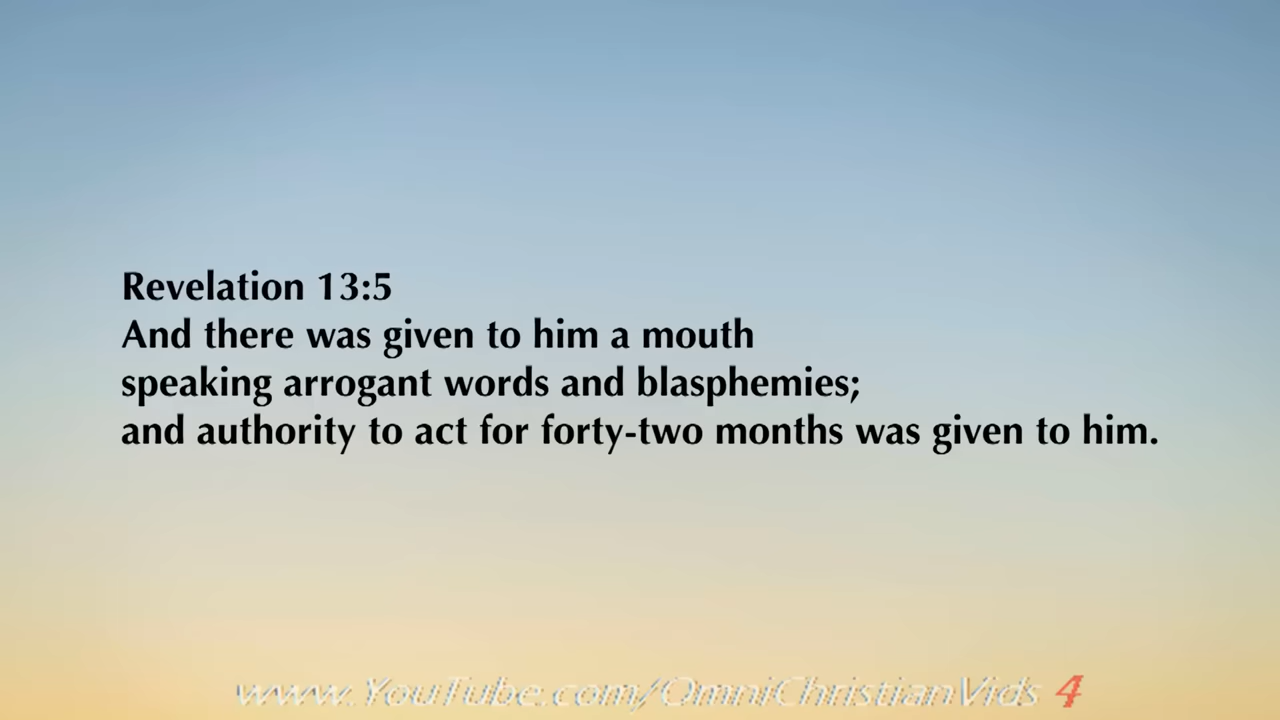 Revelation 13:5
And there was given to him a mouth
speaking arrogant words and blasphemies;
and authority to act for forty-two months was given to him.
www.YouTube.com/OmniChristianVids 4